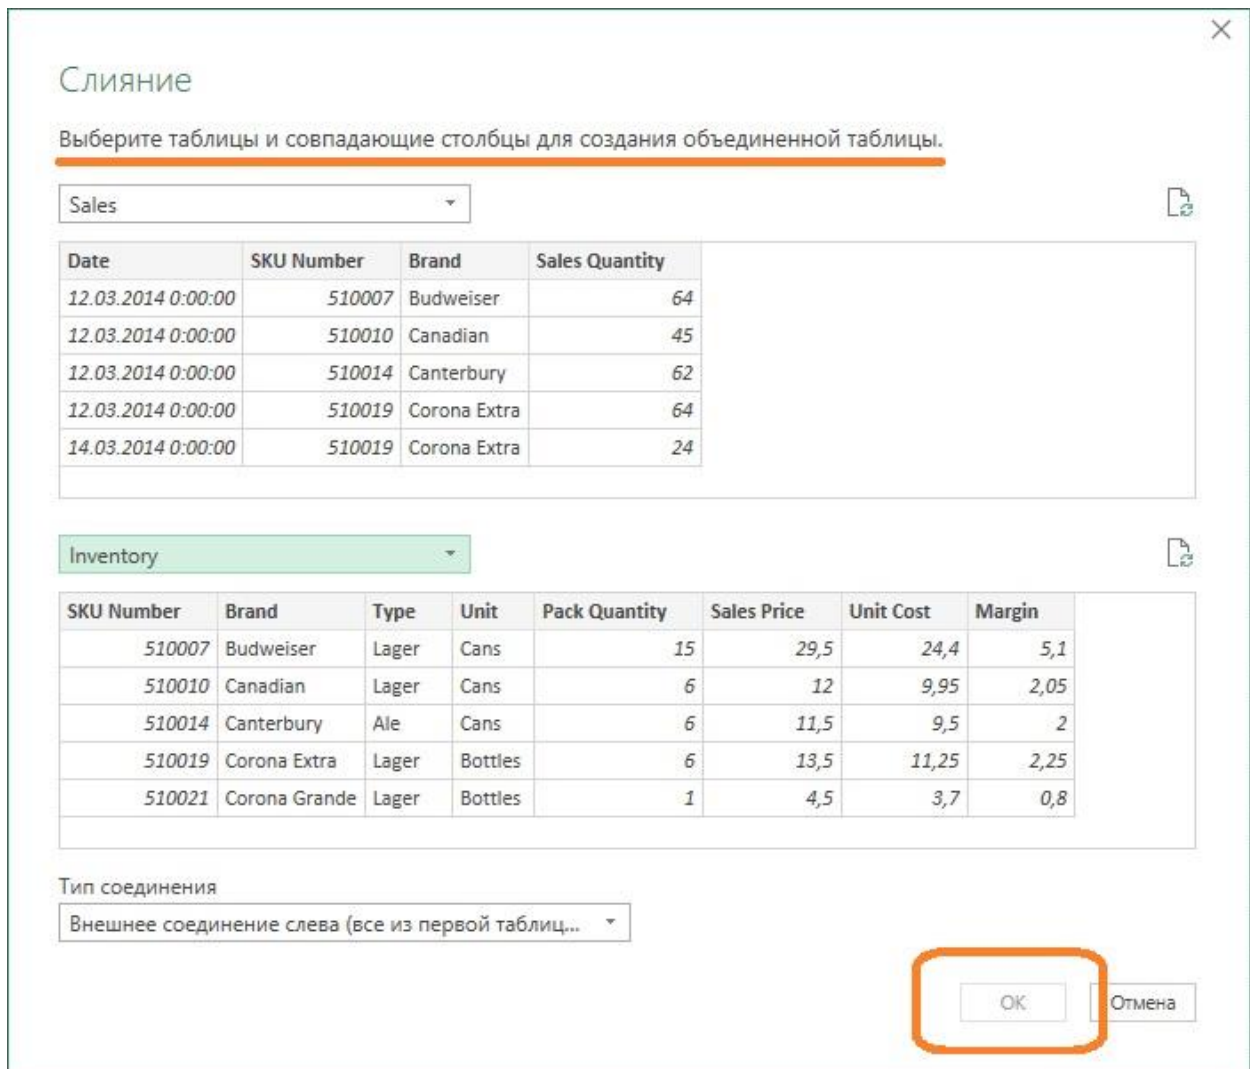 Слияние
Выберите таблицы и совпадающие столбцы для создания объединенной таблицы.
Sales
Date SKU Number Brand Sales Quantity
12.03.2014 0:00:00 510007 Budweiser 64
12.03.2014 0:00:00 510010 Canadian 45
12.03.2014 0:00:00 510014 Canterbury 62
12.03.2014 0:00:00 510019 Corona Extra 64
14.03.2014 0:00:00 510019 Corona Extra 24
Inventory
SKU Number Brand Type Unit Pack Quantity Sales Price Unit Cost Margin
510007 Budweiser Lager Cans 15 29,5 24,4 5,1
510010 Canadian Lager Cans 6 12 9,95 2,05
510014 Canterbury Ale Cans 6 11,5 9,5 2
510019 Corona Extra Lager Bottles 6 13,5 11,25 2,25
510021 Corona Grande Lager Bottles 1 4,5 3,7 0,8
Тип соединения
Внешнее соединение слева (все из первой таблиц...
OK Отмена